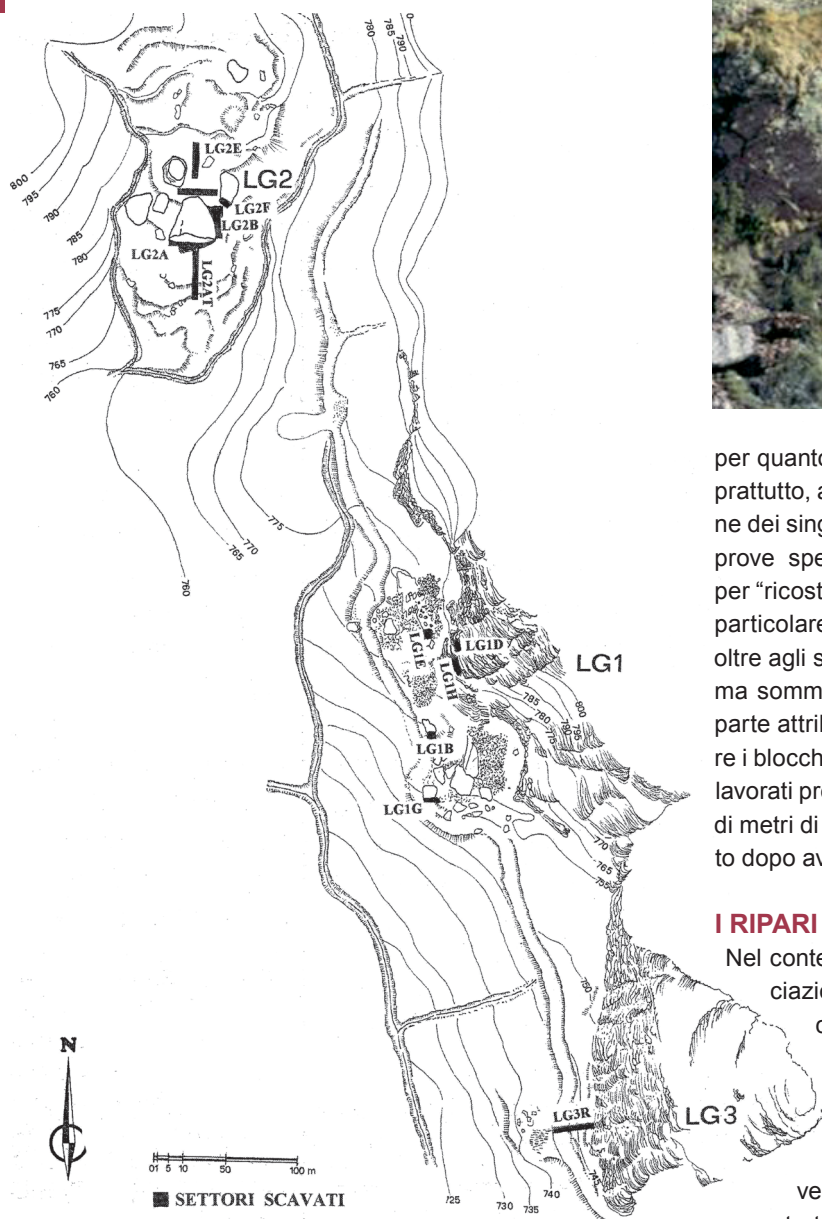 780
785
790
0
LG2E
LG2
800
795
790
785
780
775
770
765
760
LG2F
LG2B
LG2A
LG2AT
775
770
765
760
LG1E
LG1D
LG1H
LG1
800
795
790
785
780
775
LG1B
LG1G
770
765
755
750
LG3R
LG3
745
740
735
730
725
N
01 5 10 50 100 m
SETTORI SCAVATI
per quanto
prattutto, a
ne dei sing
prove spe
per “ricost
particolare
oltre agli s
ma somm
parte attril
re i blocch
lavorati pr
di metri di
to dopo av
I RIPARI
Nel conte
ciazi
ve